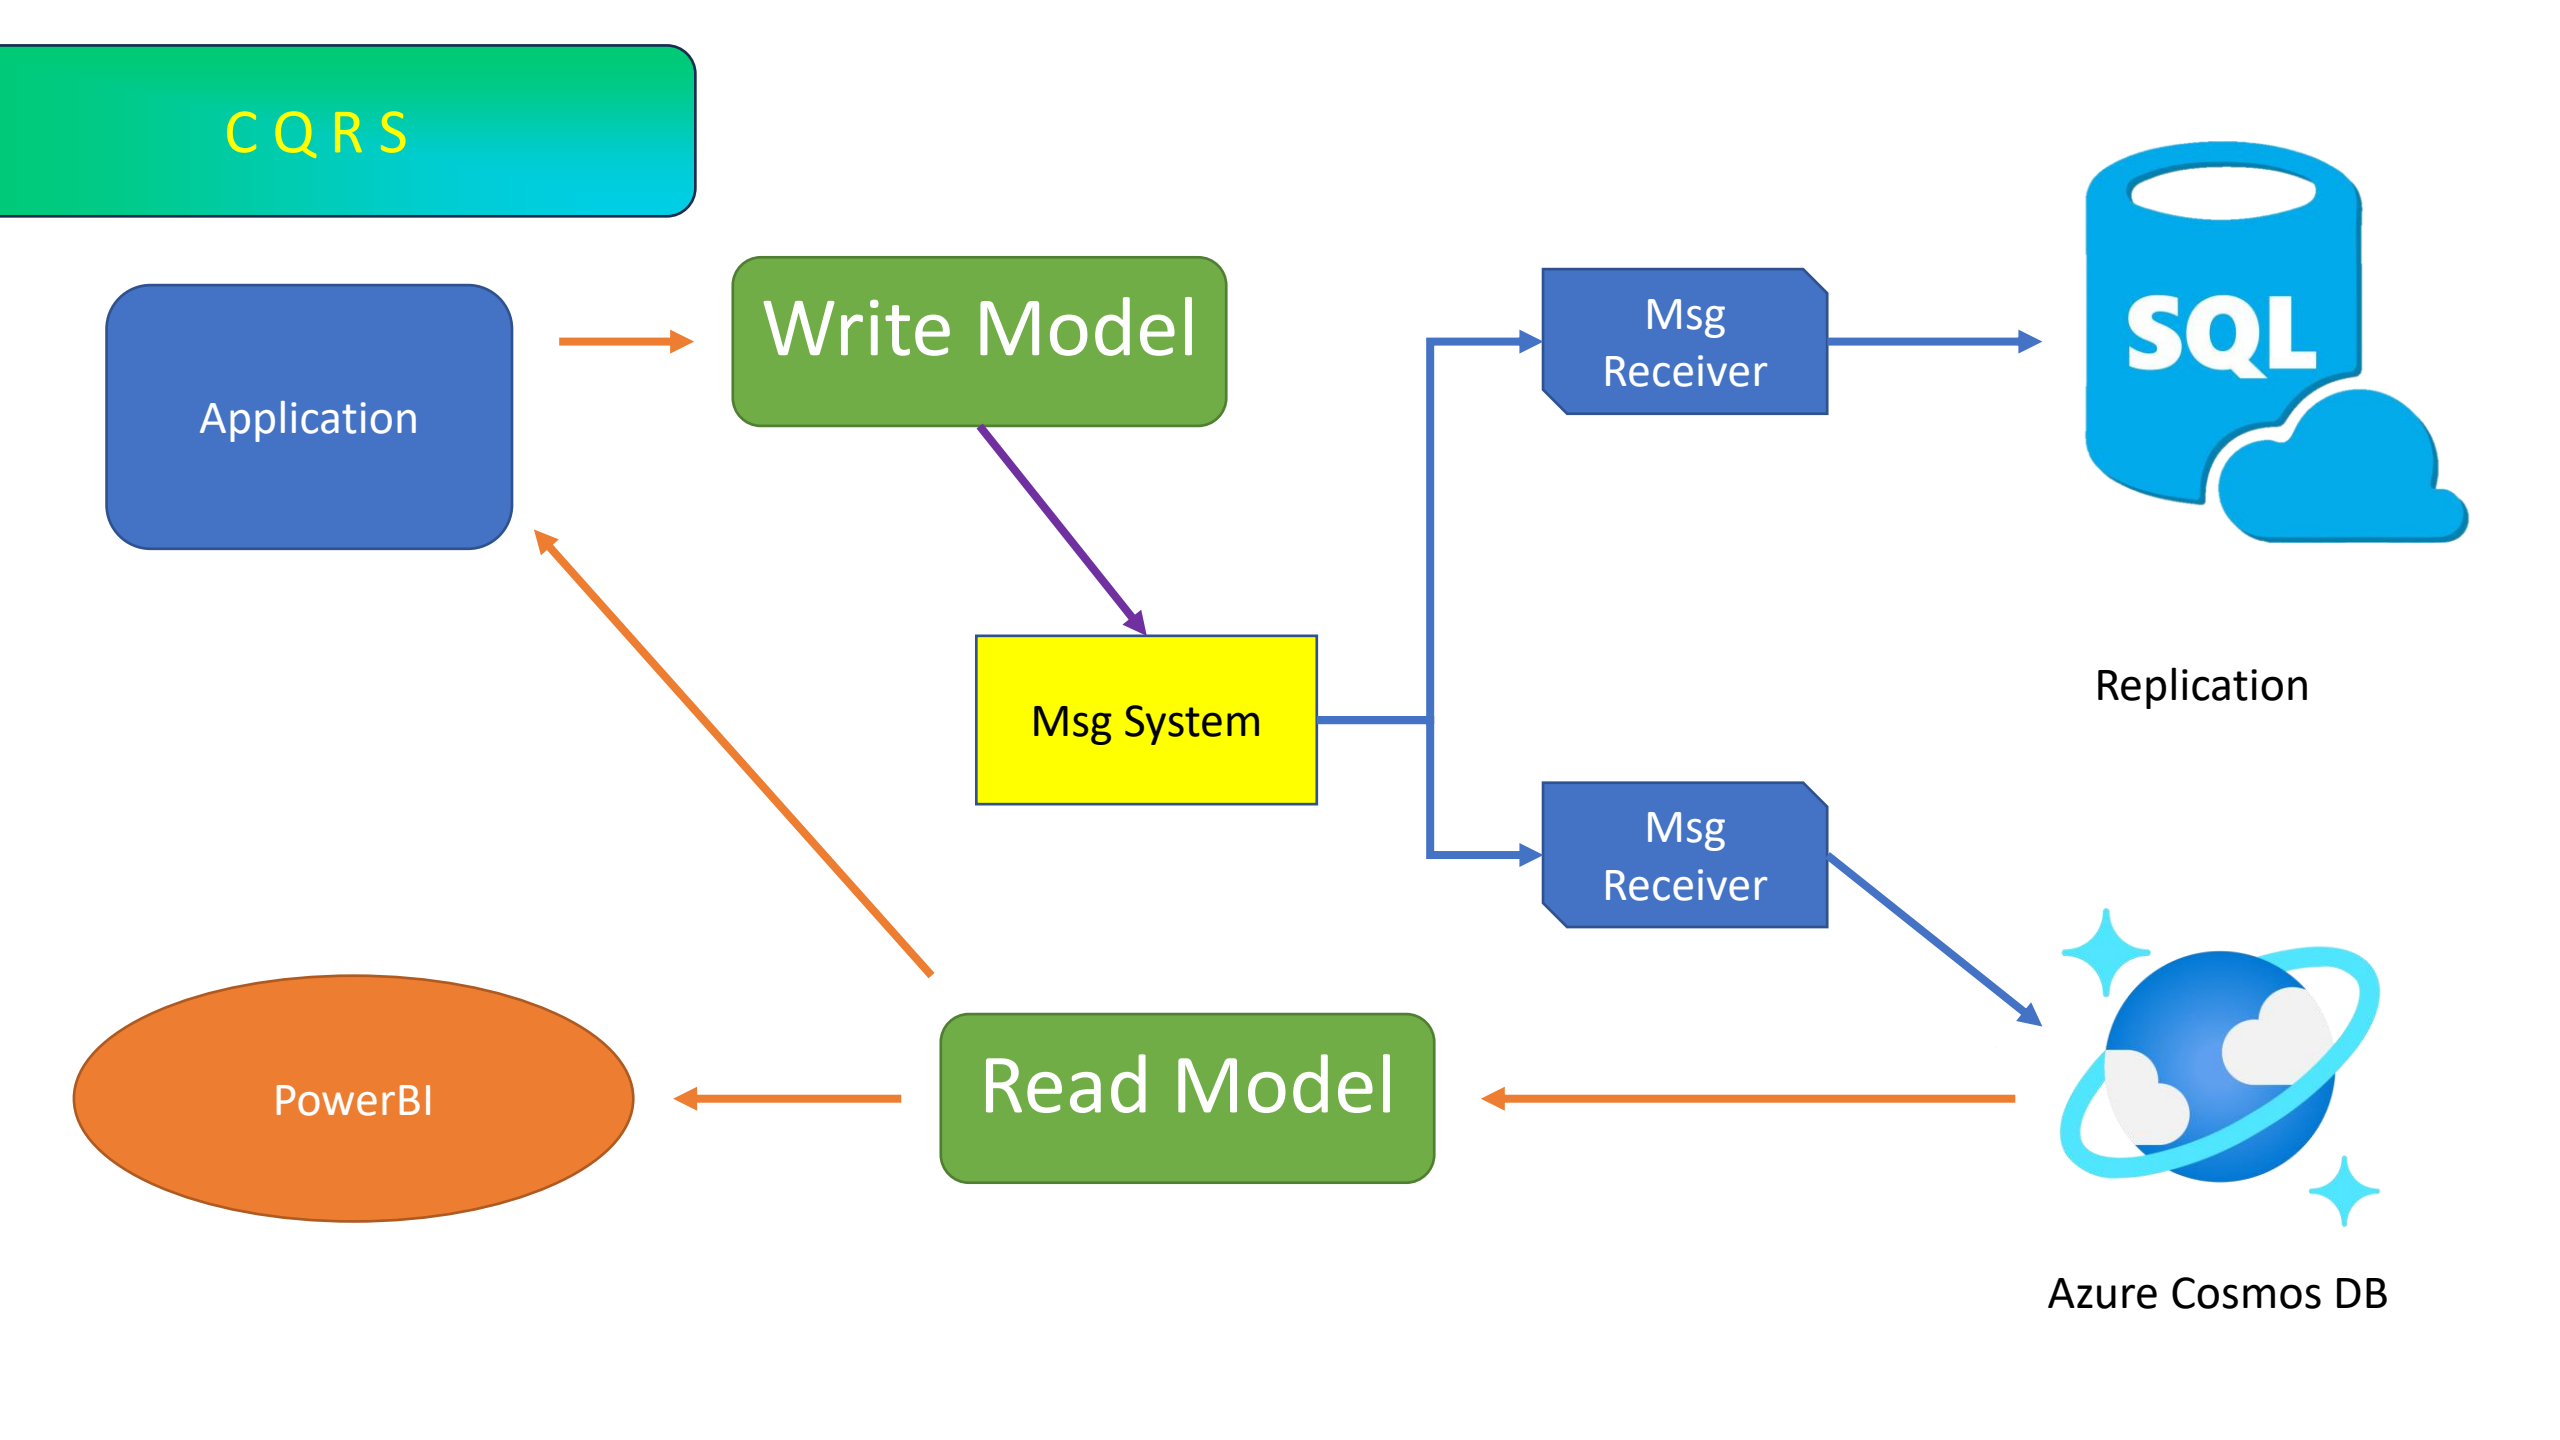 C Q R S
Write Model
Application
Msg
Receiver
SQL
Msg System
Replication
Msg
Receiver
Read Model
PowerBI
Azure Cosmos DB